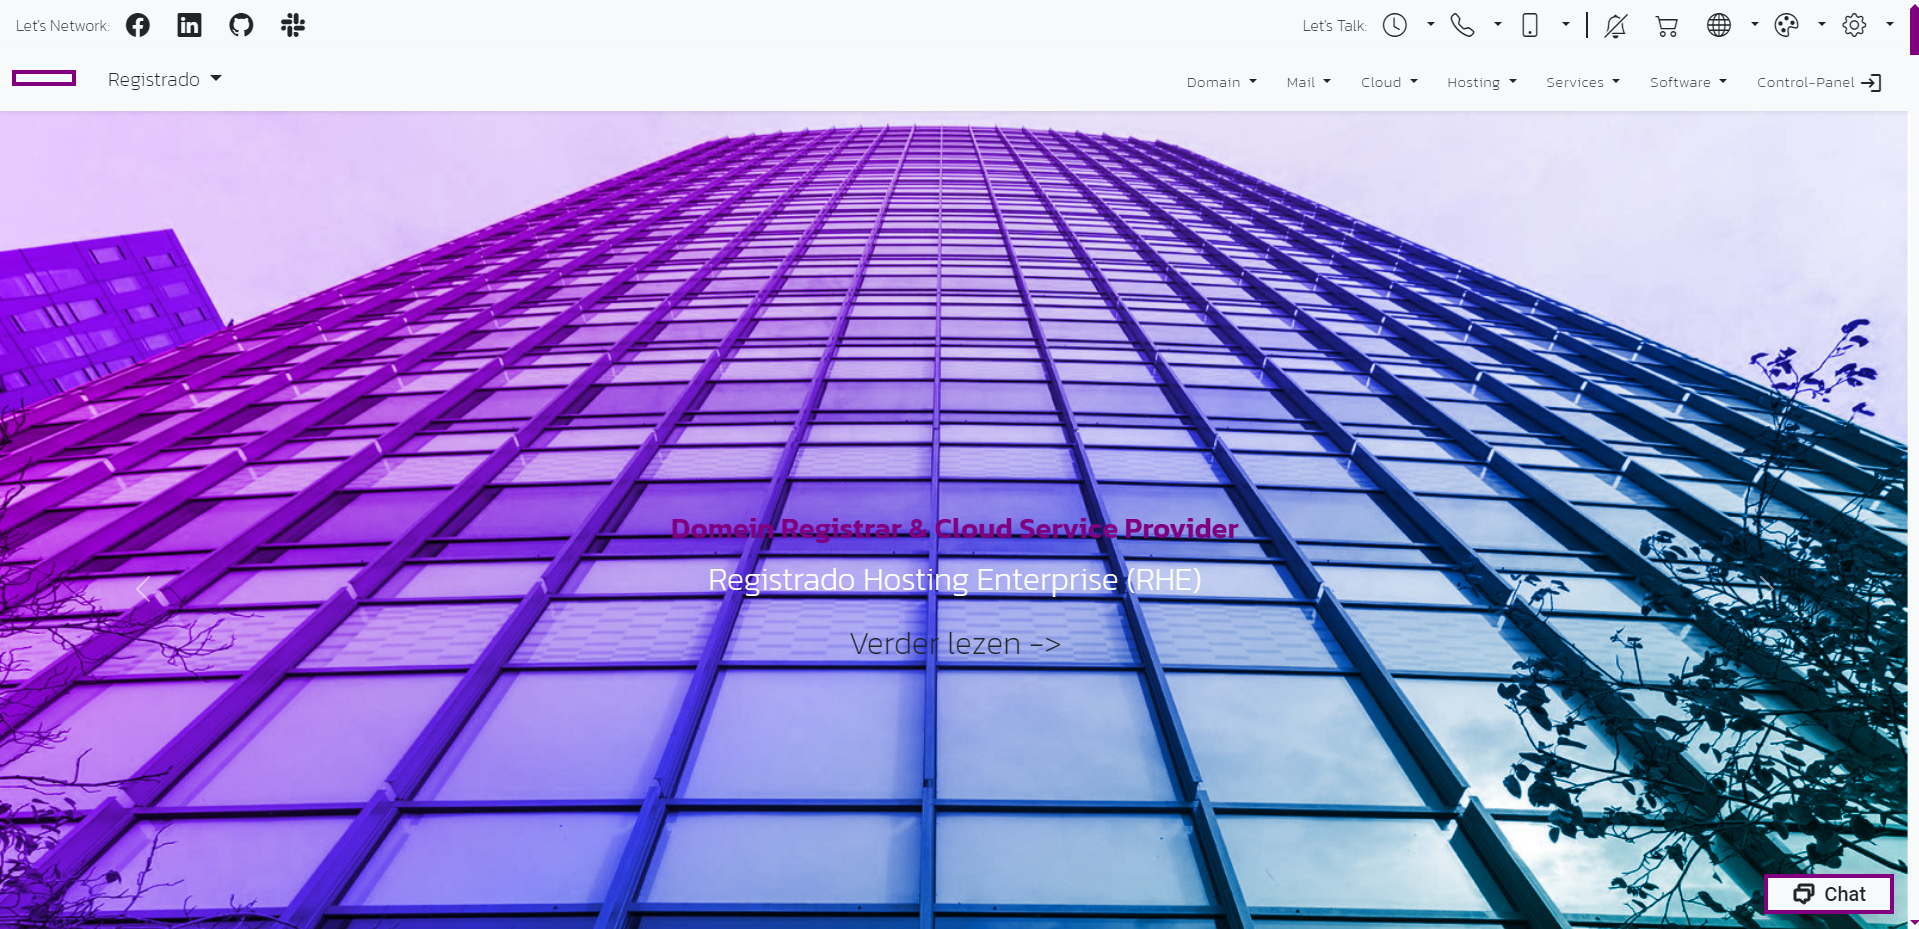 Let's Network:
Let's Talk:
Registrado
Domain
Mail
Cloud
Hosting
Services
Software
Control-Panel
Domein Registrar & Cloud Service Provider
Registrado Hosting Enterprise (RHE)
Verder lezen ->
Chat